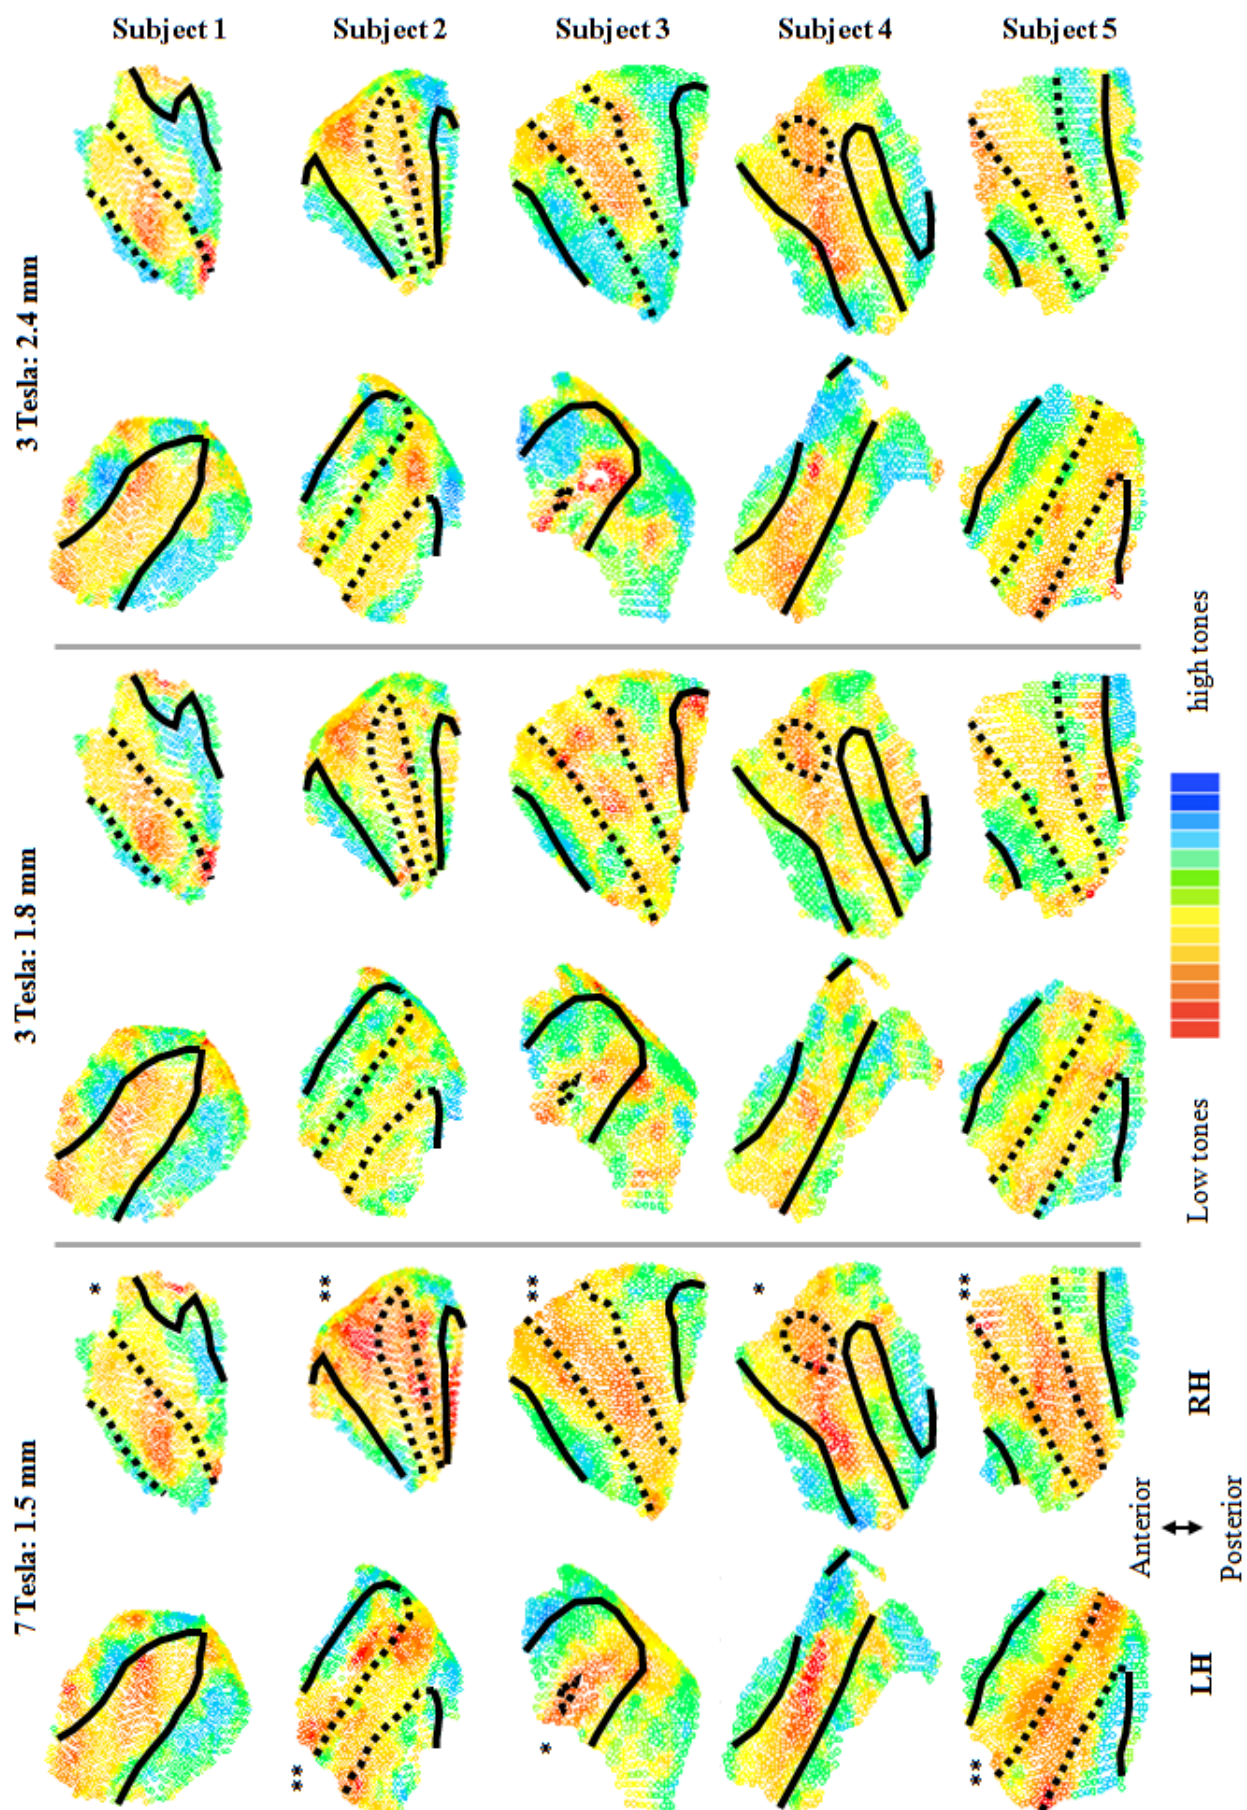 Subject 1
Subject 2
Subject 3
Subject 4
Subject 5
3 Tesla: 2.4 mm
3 Tesla: 1.8 mm
7 Tesla: 1.5 mm
*
**
**
*
**
**
*
**
LH
RH
Anterior
Posterior
Low tones
high tones